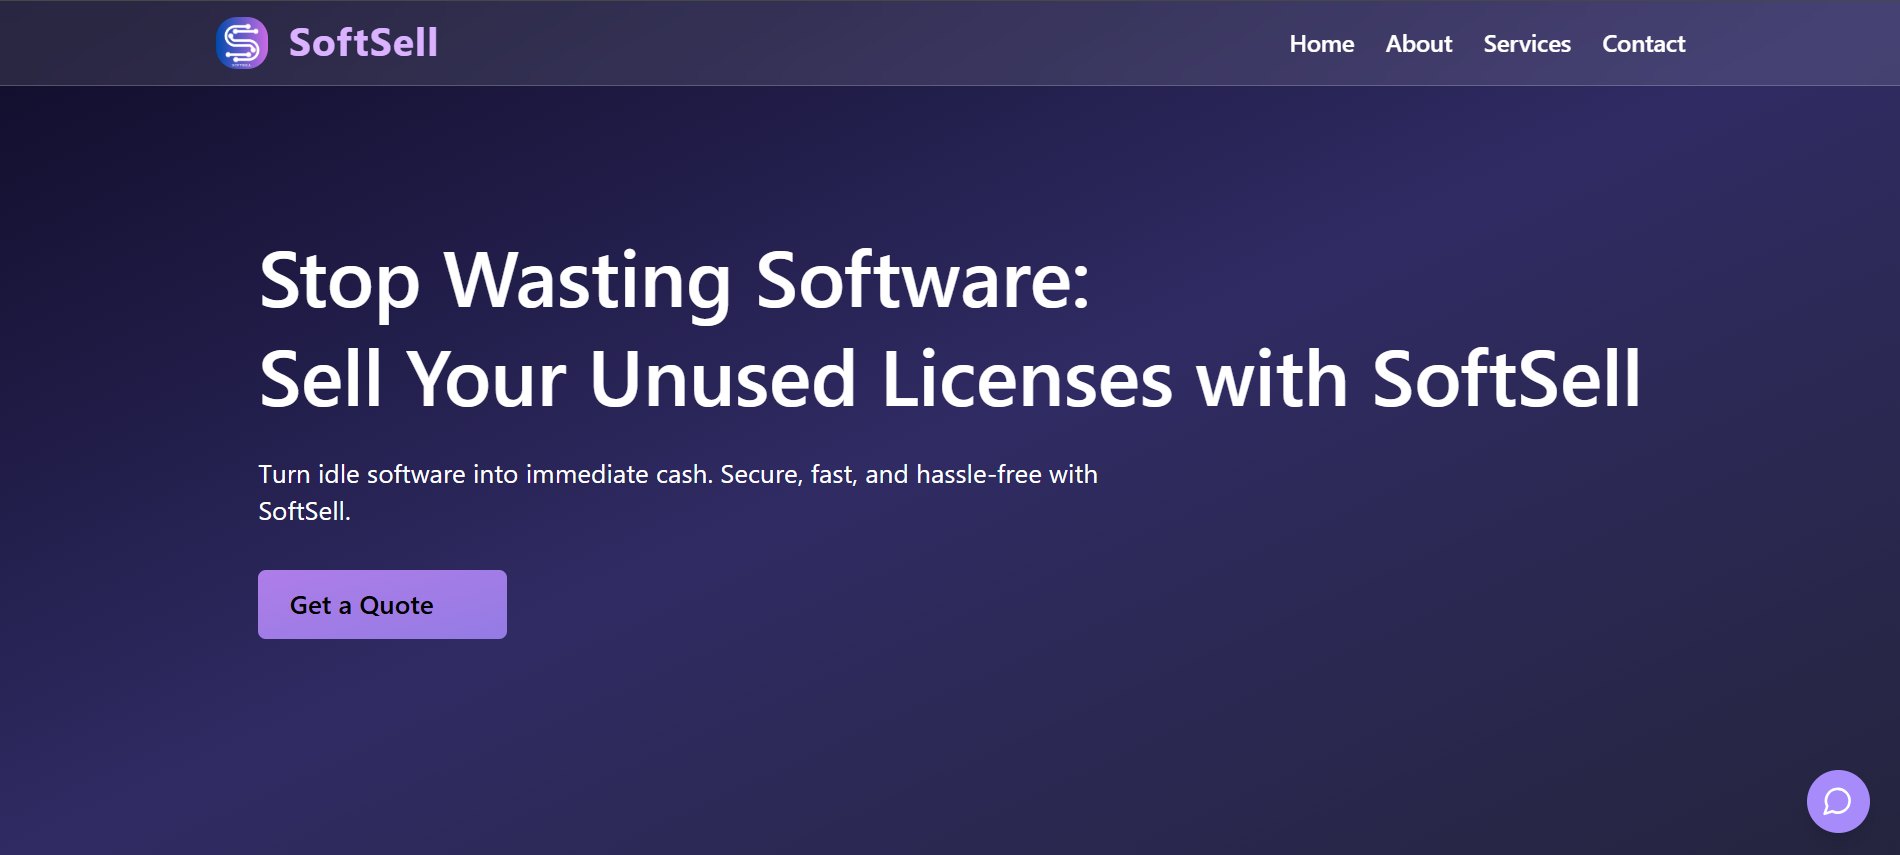 SoftSell
Home About Services Contact
Stop Wasting Software:
Sell Your Unused Licenses with SoftSell
Turn idle software into immediate cash. Secure, fast, and hassle-free with
SoftSell.
Get a Quote